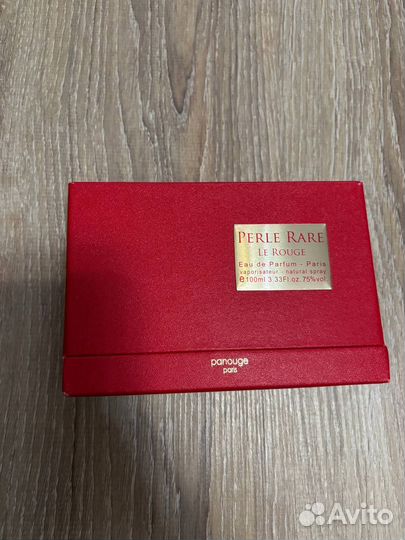 PERLE RARE
LE ROUGE
Eau de Parfum - Paris
vaporisateur - natural spray
e100ml 3.33Fl.oz.75%vol
panouge
paris
Avito